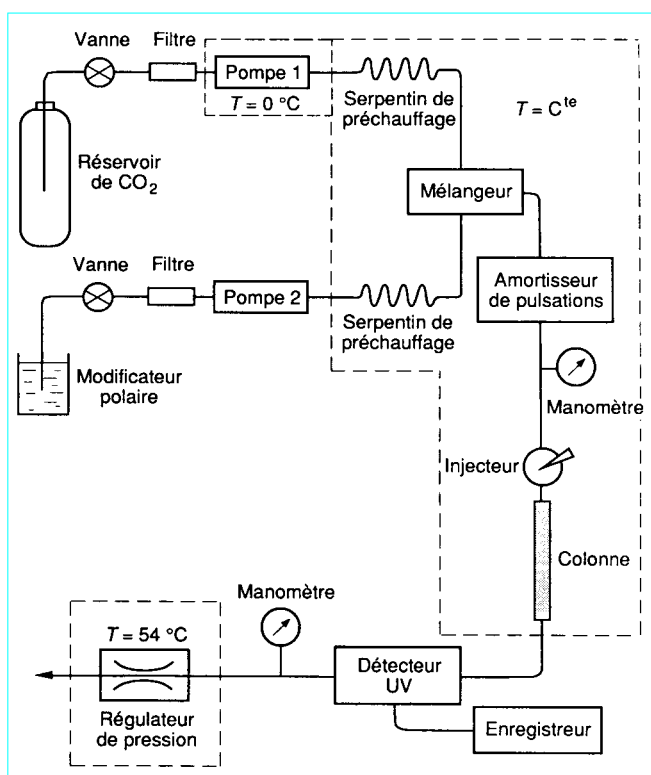 Vanne
Filtre
Pompe 1
T = 0 °C
Serpentin de
préchauffage
T = Cte
Réservoir
de CO2
Mélangeur
Vanne
Filtre
Pompe 2
Serpentin de
préchauffage
Amortisseur
de pulsations
Modificateur
polaire
Manomètre
Injecteur
Colonne
Manomètre
T = 54 °C
Régulateur
de pression
Détecteur
UV
Enregistreur